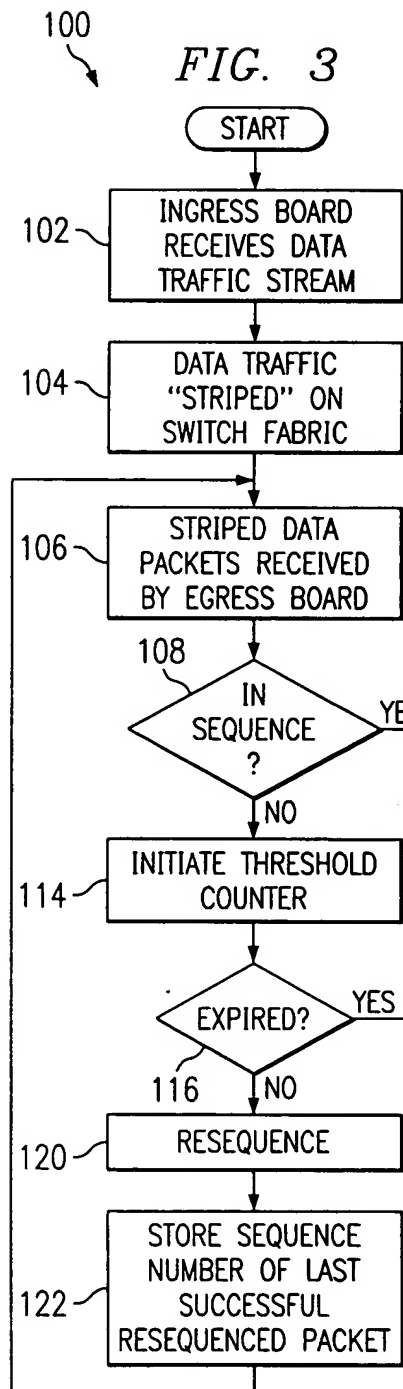 100
FIG. 3
START
102
INGRESS BOARD
RECEIVES DATA
TRAFFIC STREAM
104
DATA TRAFFIC
"STRIPED" ON
SWITCH FABRIC
106
STRIPED DATA
PACKETS RECEIVED
BY EGRESS BOARD
108
IN
SEQUENCE
?
YE
NO
114
INITIATE THRESHOLD
COUNTER
EXPIRED?
YES
116
NO
120
RESEQUENCE
122
STORE SEQUENCE
NUMBER OF LAST
SUCCESSFUL
RESEQUENCED PACKET